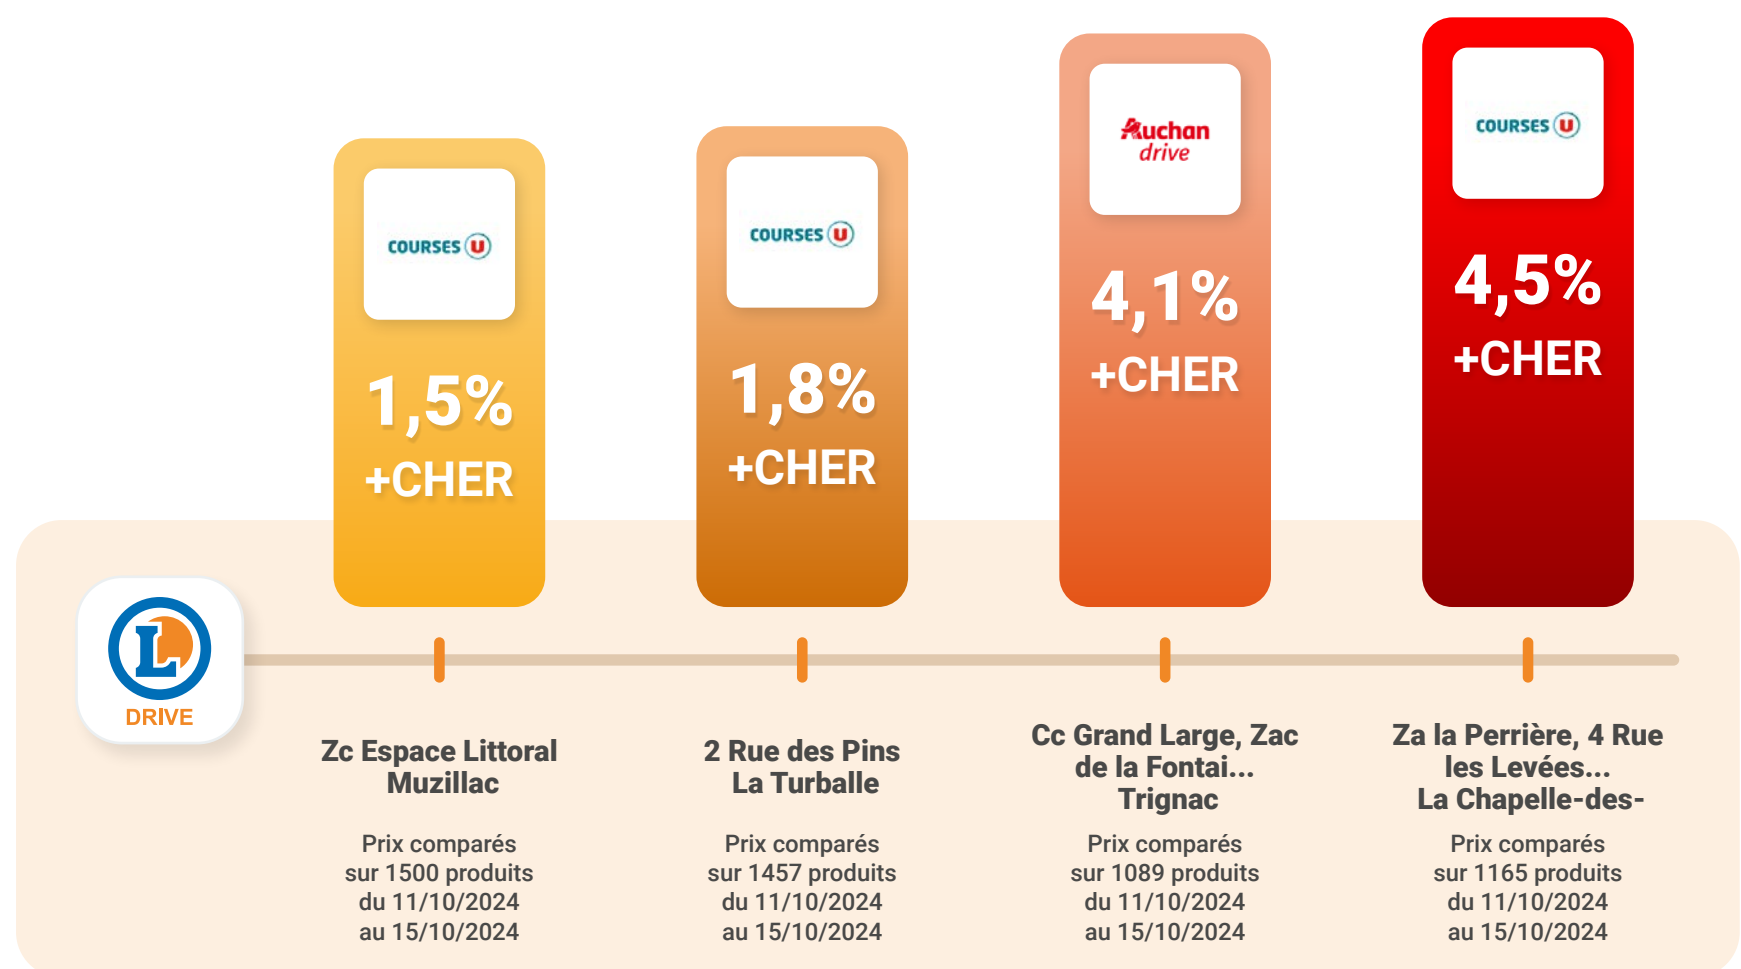 COURSES U
1,5%
+CHER
COURSES U
1,8%
+CHER
Auchan
drive
4,1%
+CHER
COURSES U
4,5%
+CHER
L
DRIVE
Zc Espace Littoral
Muzillac
Prix comparés
sur 1500 produits
du 11/10/2024
au 15/10/2024
2 Rue des Pins
La Turballe
Prix comparés
sur 1457 produits
du 11/10/2024
au 15/10/2024
Cc Grand Large, Zac
de la Fontai...
Trignac
Prix comparés
sur 1089 produits
du 11/10/2024
au 15/10/2024
Za la Perrière, 4 Rue
les Levées...
La Chapelle-des-
Prix comparés
sur 1165 produits
du 11/10/2024
au 15/10/2024